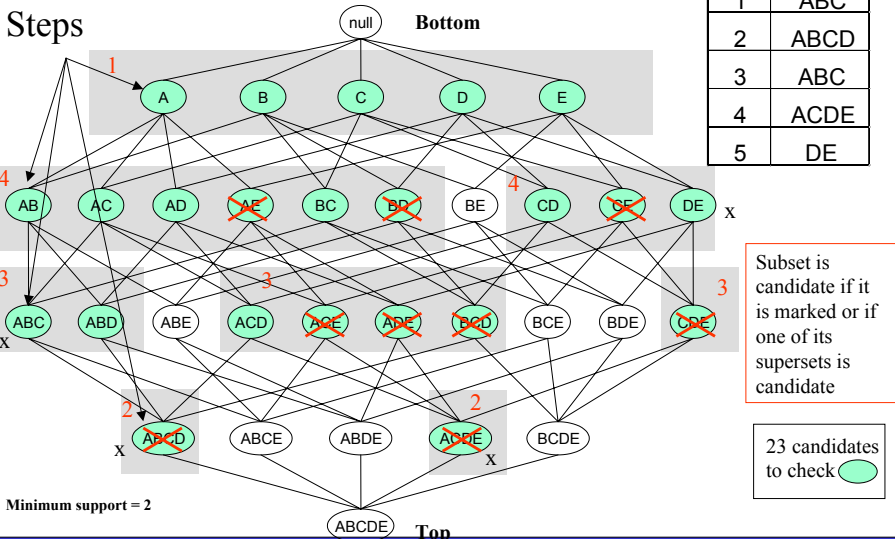 Steps
null
Bottom
1
A
B
C
D
E
1 ABC
2 ABCD
3 ABC
4 ACDE
5 DE
4
AB
AC
AD
AE
BC
BD
BE
4
CD
CE
DE
x
3
ABC
x
ABD
ABE
3
ACD
ACE
ADE
BCD
BCE
BDE
3
CDE
Subset is
candidate if it
is marked or if
one of its
supersets is
candidate
2
ABCD
x
ABCE
ABDE
2
ACDE
x
BCDE
23 candidates
to check
Minimum support = 2
ABCDE
Top